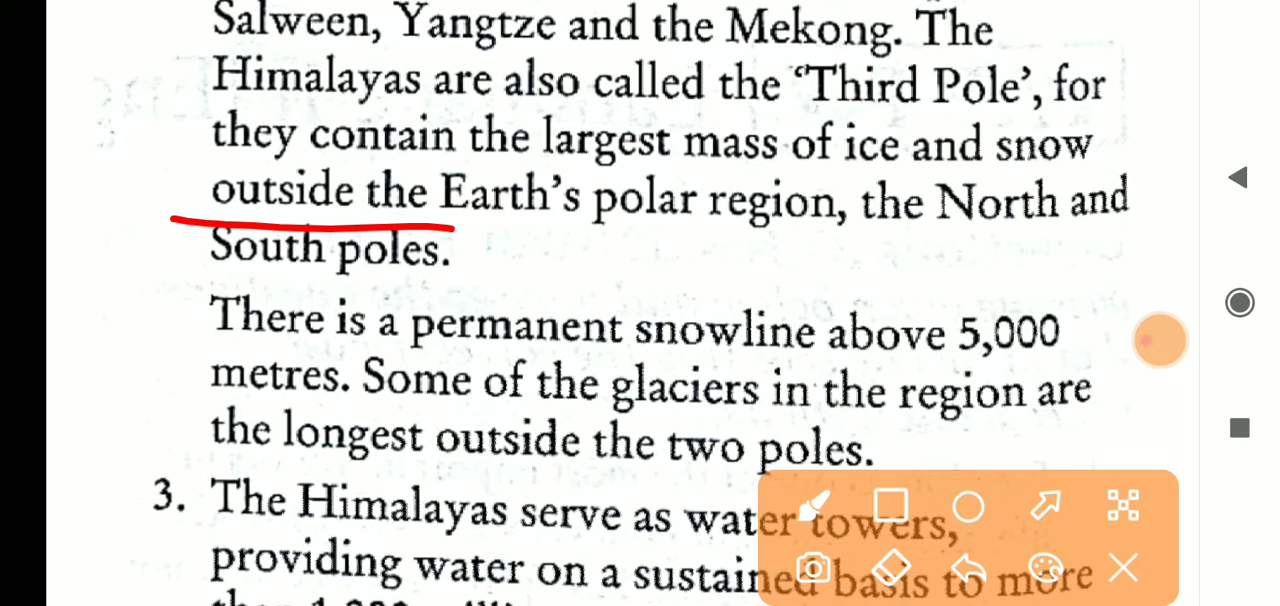 Salween, Yangtze and the Mekong. The
Himalayas are also called the ‘Third Pole’, for
they contain the largest mass of ice and snow
outside the Earth’s polar region, the North and
South poles.
There is a permanent snowline above 5,000
metres. Some of the glaciers in the region are
the longest outside the two poles.
3. The Himalayas serve as water towers,
providing water on a sustained basis to more